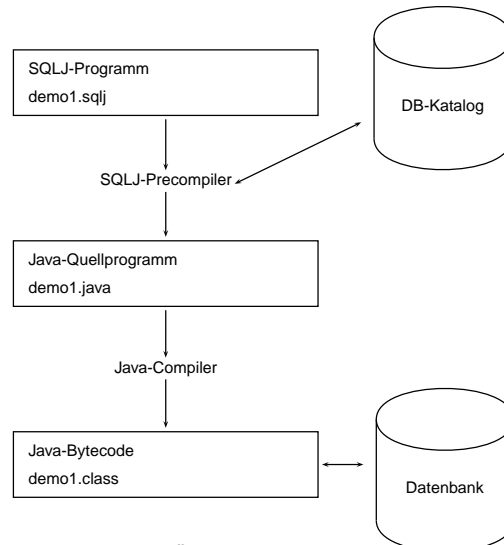 SQLJ-Programm
demo1.sqlj
DB-Katalog
SQLJ-Precompiler
Java-Quellprogramm
demo1.java
Java-Compiler
Java-Bytecode
demo1.class
Datenbank